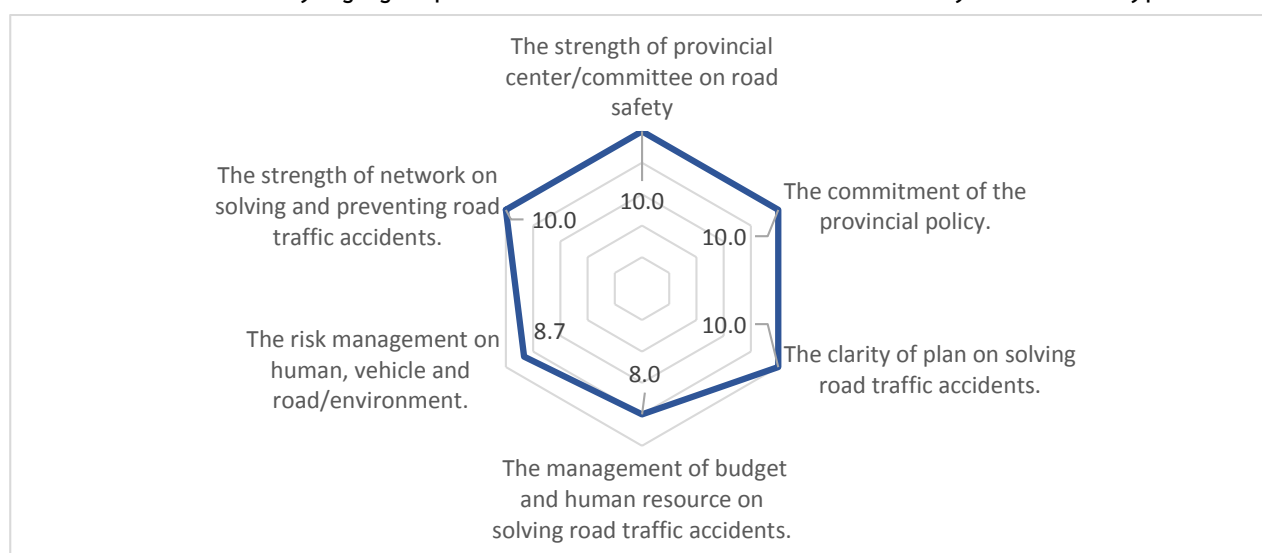 The strength of provincial
center/committee on road
safety
The strength of network on
solving and preventing road
traffic accidents.
10.0
10.0
The commitment of the
provincial policy.
10.0
The risk management on
human, vehicle and
road/environment.
8.7
10.0
The clarity of plan on solving
road traffic accidents.
8.0
The management of budget
and human resource on
solving road traffic accidents.